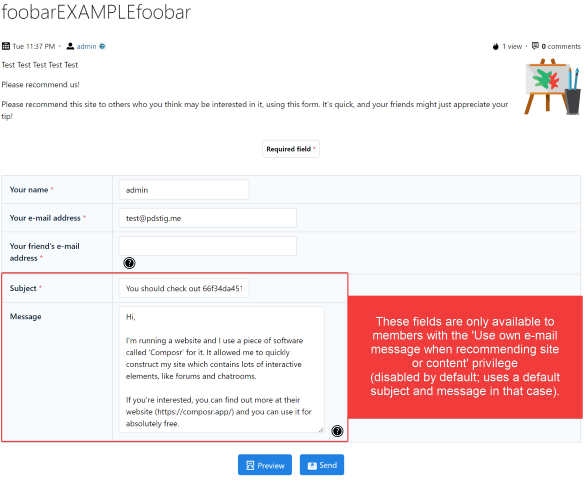 foobarEXAMPLEfoobar
Tue 11:37 PM · admin
1 view · 0 comments
Test Test Test Test Test
Please recommend us!
Please recommend this site to others who you think may be interested in it, using this form. It's quick, and your friends might just appreciate your
tip!
Required field *
Your name * admin
Your e-mail address * test@pdstig.me
Your friend's e-mail
address *
?
Subject * You should check out 66f34da451
Message
Hi,
I'm running a website and I use a piece of software
called 'Composr' for it. It allowed me to quickly
construct my site which contains lots of interactive
elements, like forums and chatrooms.
If you're interested, you can find out more at their
website (https://composr.app/) and you can use it for
absolutely free.
?
These fields are only available to
members with the 'Use own e-mail
message when recommending site
or content' privilege
(disabled by default; uses a default
subject and message in that case).
Preview
Send